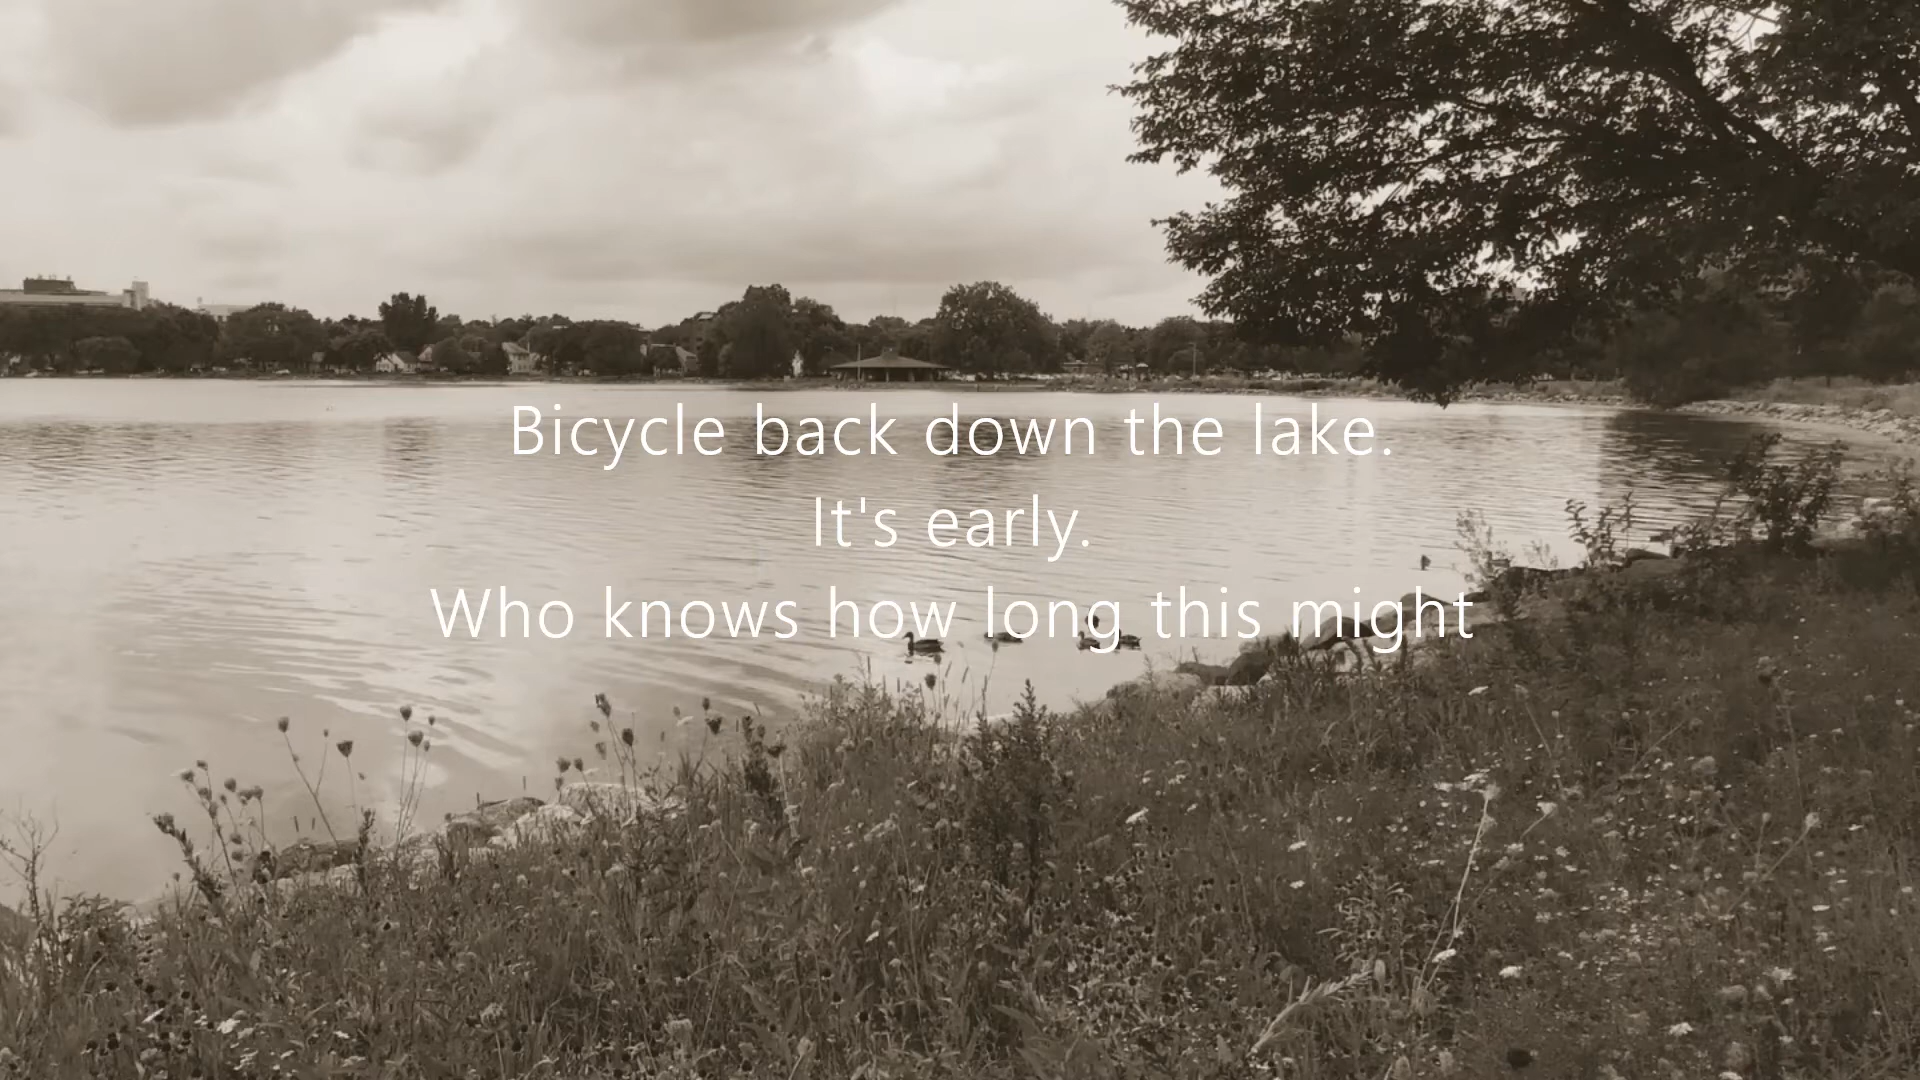 Bicycle back down the lake.
It's early.
Who knows how long this might